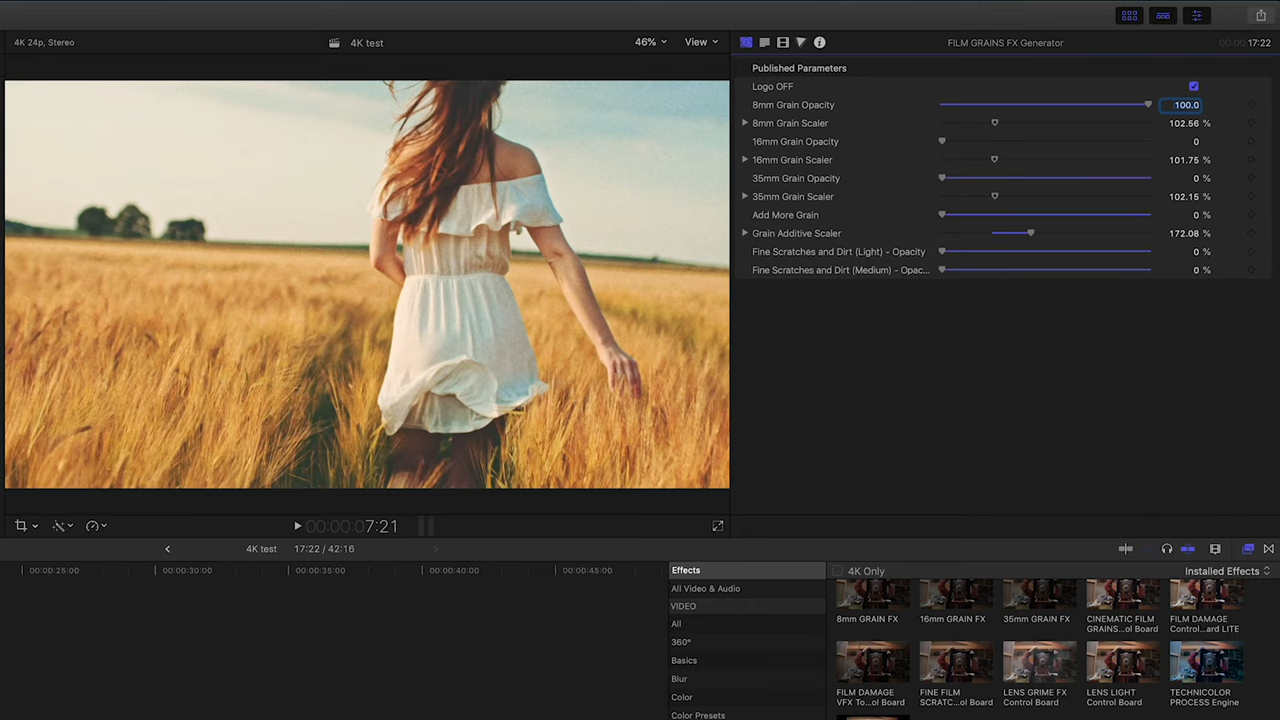 4K 24p, Stereo
4K test
46%
View
FILM GRAINS FX Generator
00:00:17:22
Published Parameters
Logo OFF
8mm Grain Opacity
100.0
8mm Grain Scaler
102.56 %
16mm Grain Opacity
0
16mm Grain Scaler
101.75 %
35mm Grain Opacity
0 %
35mm Grain Scaler
102.15 %
Add More Grain
0 %
Grain Additive Scaler
172.08 %
Fine Scratches and Dirt (Light) - Opacity
0 %
Fine Scratches and Dirt (Medium) - Opac...
0 %
00:00:07:21
4K test
17:22 / 42:16
00:00:25:00
00:00:30:00
00:00:35:00
00:00:40:00
00:00:45:00
Effects
4K Only
Installed Effects
All Video & Audio
VIDEO
All
360°
Basics
Blur
Color
Color Presets
8mm GRAIN FX
16mm GRAIN FX
35mm GRAIN FX
CINEMATIC FILM
GRAINS...ol Board
FILM DAMAGE
Control...ard LITE
FILM DAMAGE
VFX To...ol Board
FINE FILM
SCRATC...ol Board
LENS GRIME FX
Control Board
LENS LIGHT
Control Board
TECHNICOLOR
PROCESS Engine